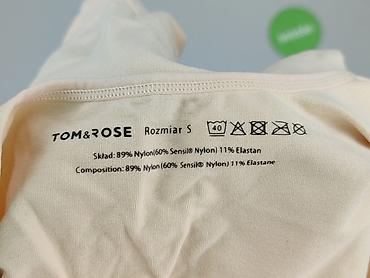 TOM&ROSE Rozmiar S 40
Skład: 89% Nylon(60% Sensil® Nylon) 11% Elastan
Composition: 89% Nylon(60% Sensil® Nylon) 11% Elastane